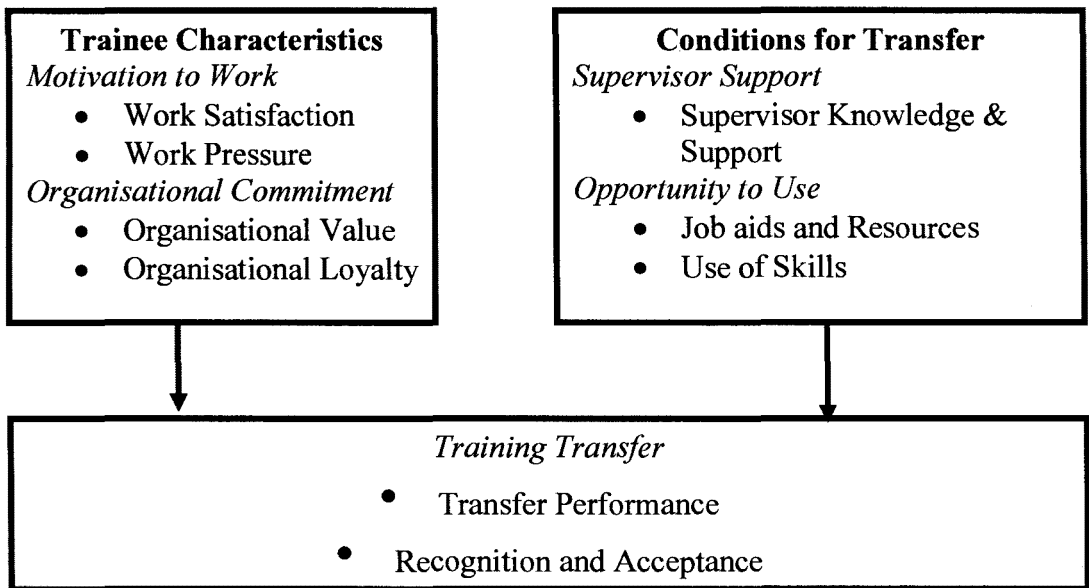 Trainee Characteristics
Motivation to Work
• Work Satisfaction
• Work Pressure
Organisational Commitment
• Organisational Value
• Organisational Loyalty
Conditions for Transfer
Supervisor Support
• Supervisor Knowledge &
Support
Opportunity to Use
• Job aids and Resources
• Use of Skills
Training Transfer
• Transfer Performance
• Recognition and Acceptance